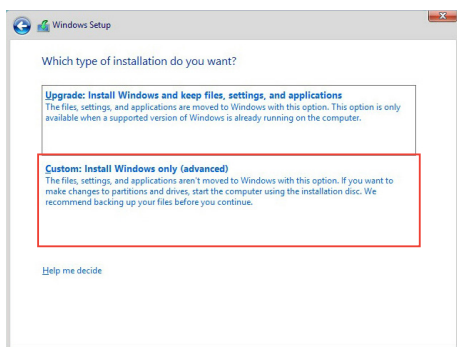 Windows Setup
Which type of installation do you want?
Upgrade: Install Windows and keep files, settings, and applications
The files, settings, and applications are moved to Windows with this option. This option is only
available when a supported version of Windows is already running on the computer.
Custom: Install Windows only (advanced)
The files, settings, and applications aren't moved to Windows with this option. If you want to
make changes to partitions and drives, start the computer using the installation disc. We
recommend backing up your files before you continue.
Help me decide